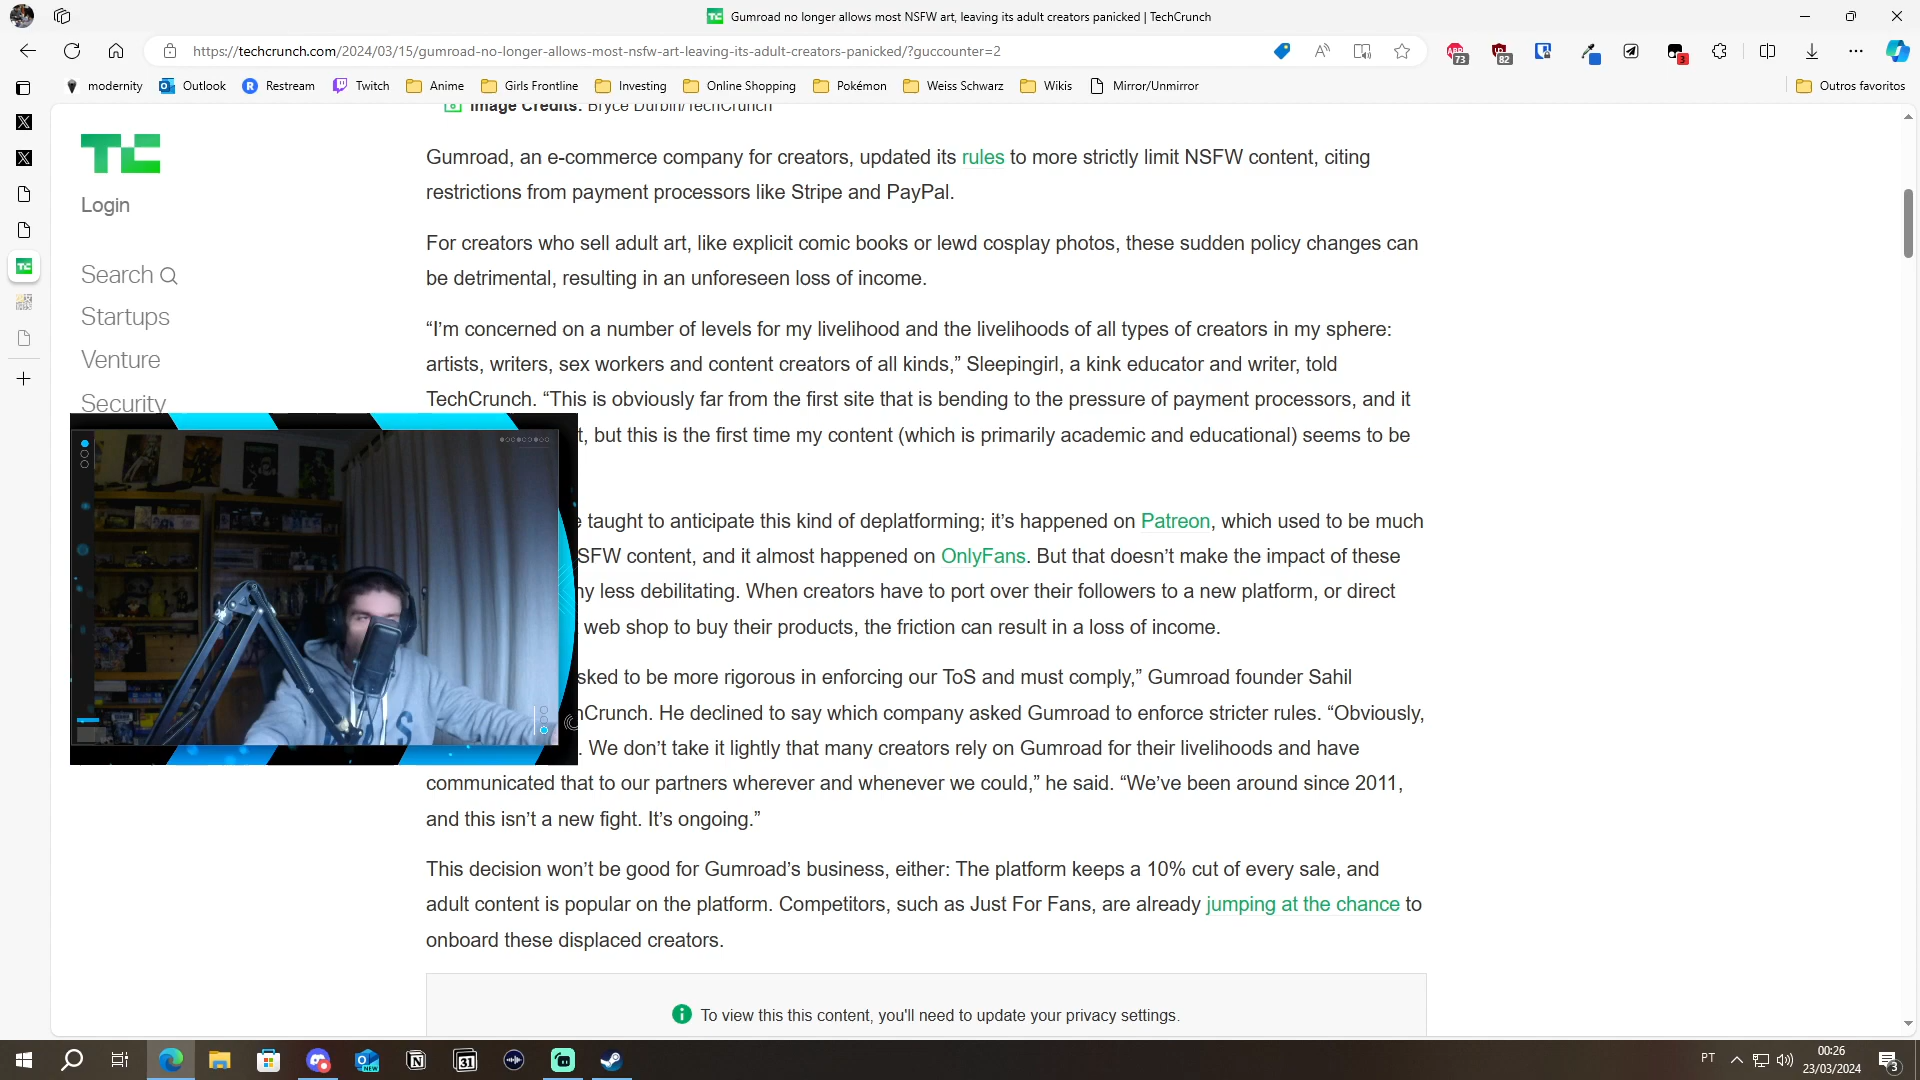 Gumroad no longer allows most NSFW art, leaving its adult creators panicked | TechCrunch
https://techcrunch.com/2024/03/15/gumroad-no-longer-allows-most-nsfw-art-leaving-its-adult-creators-panicked/?guccounter=2
73
82
3
modernity
Outlook
Restream
Twitch
Anime
Girls Frontline
Investing
Online Shopping
Pokémon
Weiss Schwarz
Wikis
Mirror/Unmirror
Outros favoritos
Image Credits: Bryce Durbin/TechCrunch
Login
Search
Startups
Venture
Security
Gumroad, an e-commerce company for creators, updated its rules to more strictly limit NSFW content, citing
restrictions from payment processors like Stripe and PayPal.
For creators who sell adult art, like explicit comic books or lewd cosplay photos, these sudden policy changes can
be detrimental, resulting in an unforeseen loss of income.
“I’m concerned on a number of levels for my livelihood and the livelihoods of all types of creators in my sphere:
artists, writers, sex workers and content creators of all kinds,” Sleepingirl, a kink educator and writer, told
TechCrunch. “This is obviously far from the first site that is bending to the pressure of payment processors, and it
t, but this is the first time my content (which is primarily academic and educational) seems to be
taught to anticipate this kind of deplatforming; it’s happened on Patreon, which used to be much
SFW content, and it almost happened on OnlyFans. But that doesn’t make the impact of these
ny less debilitating. When creators have to port over their followers to a new platform, or direct
web shop to buy their products, the friction can result in a loss of income.
sked to be more rigorous in enforcing our ToS and must comply,” Gumroad founder Sahil
hCrunch. He declined to say which company asked Gumroad to enforce stricter rules. “Obviously,
. We don’t take it lightly that many creators rely on Gumroad for their livelihoods and have
communicated that to our partners wherever and whenever we could,” he said. “We’ve been around since 2011,
and this isn’t a new fight. It’s ongoing.”
This decision won’t be good for Gumroad’s business, either: The platform keeps a 10% cut of every sale, and
adult content is popular on the platform. Competitors, such as Just For Fans, are already jumping at the chance to
onboard these displaced creators.
To view this this content, you'll need to update your privacy settings.
31
NEW
PT
00:26
23/03/2024
3